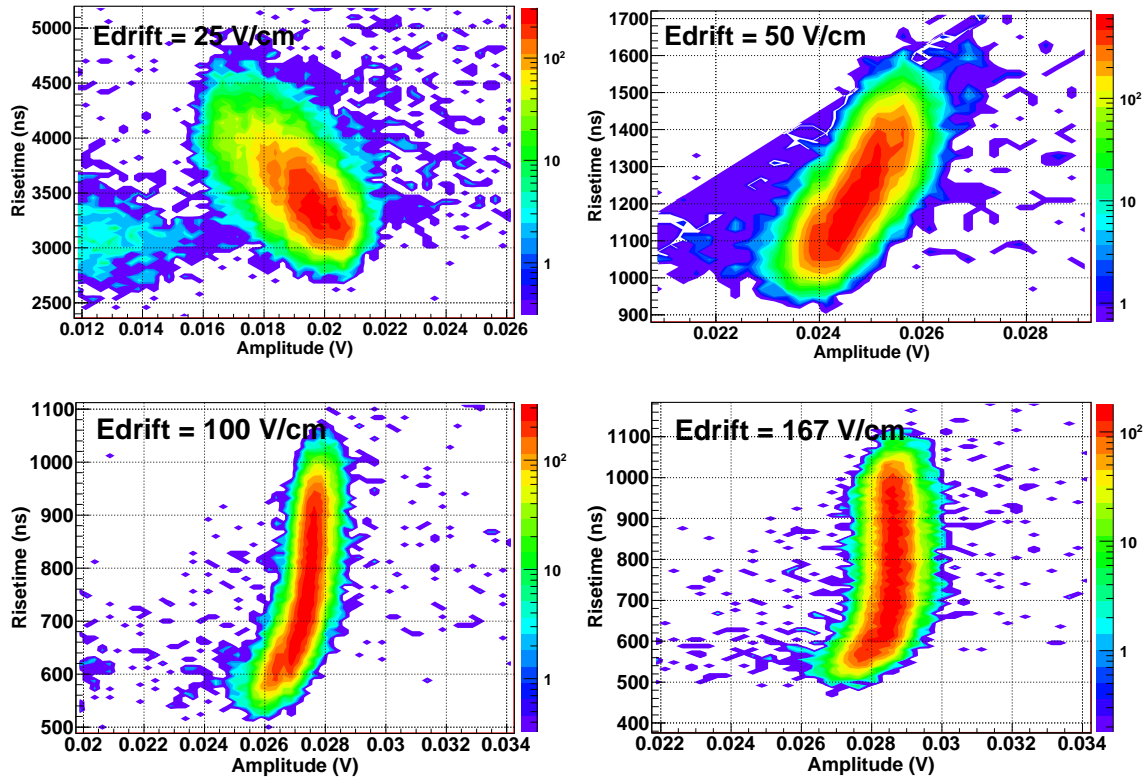 Edrift = 25 V/cm
5000
4500
4000
3500
3000
2500
Risetime (ns)
0.012 0.014 0.016 0.018 0.02 0.022 0.024 0.026
Amplitude (V)
10²
10
1
Edrift = 50 V/cm
1700
1600
1500
1400
1300
1200
1100
1000
900
Risetime (ns)
0.022 0.024 0.026 0.028
Amplitude (V)
10²
10
1
Edrift = 100 V/cm
1100
1000
900
800
700
600
500
Risetime (ns)
0.02 0.022 0.024 0.026 0.028 0.03 0.032 0.034
Amplitude (V)
10²
10
1
Edrift = 167 V/cm
1100
1000
900
800
700
600
500
400
Risetime (ns)
0.022 0.024 0.026 0.028 0.03 0.032 0.034
Amplitude (V)
10²
10
1